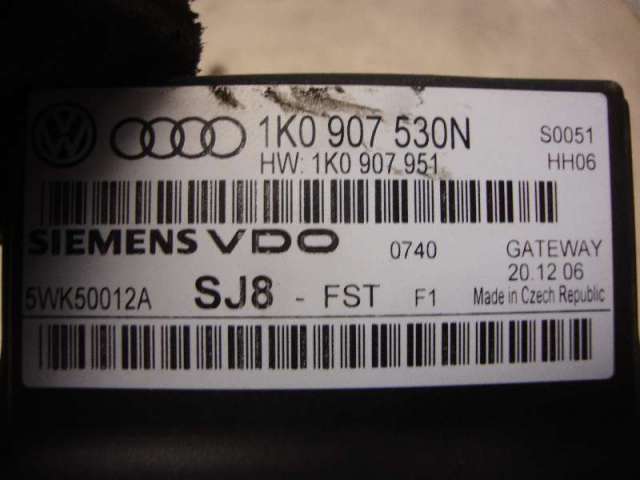 1K0 907 530N S0051
HW: 1K0 907 951 HH06
SIEMENS VDO 0740 GATEWAY
20.12 06
5WK50012A SJ8 - FST F1 Made in Czech Republic